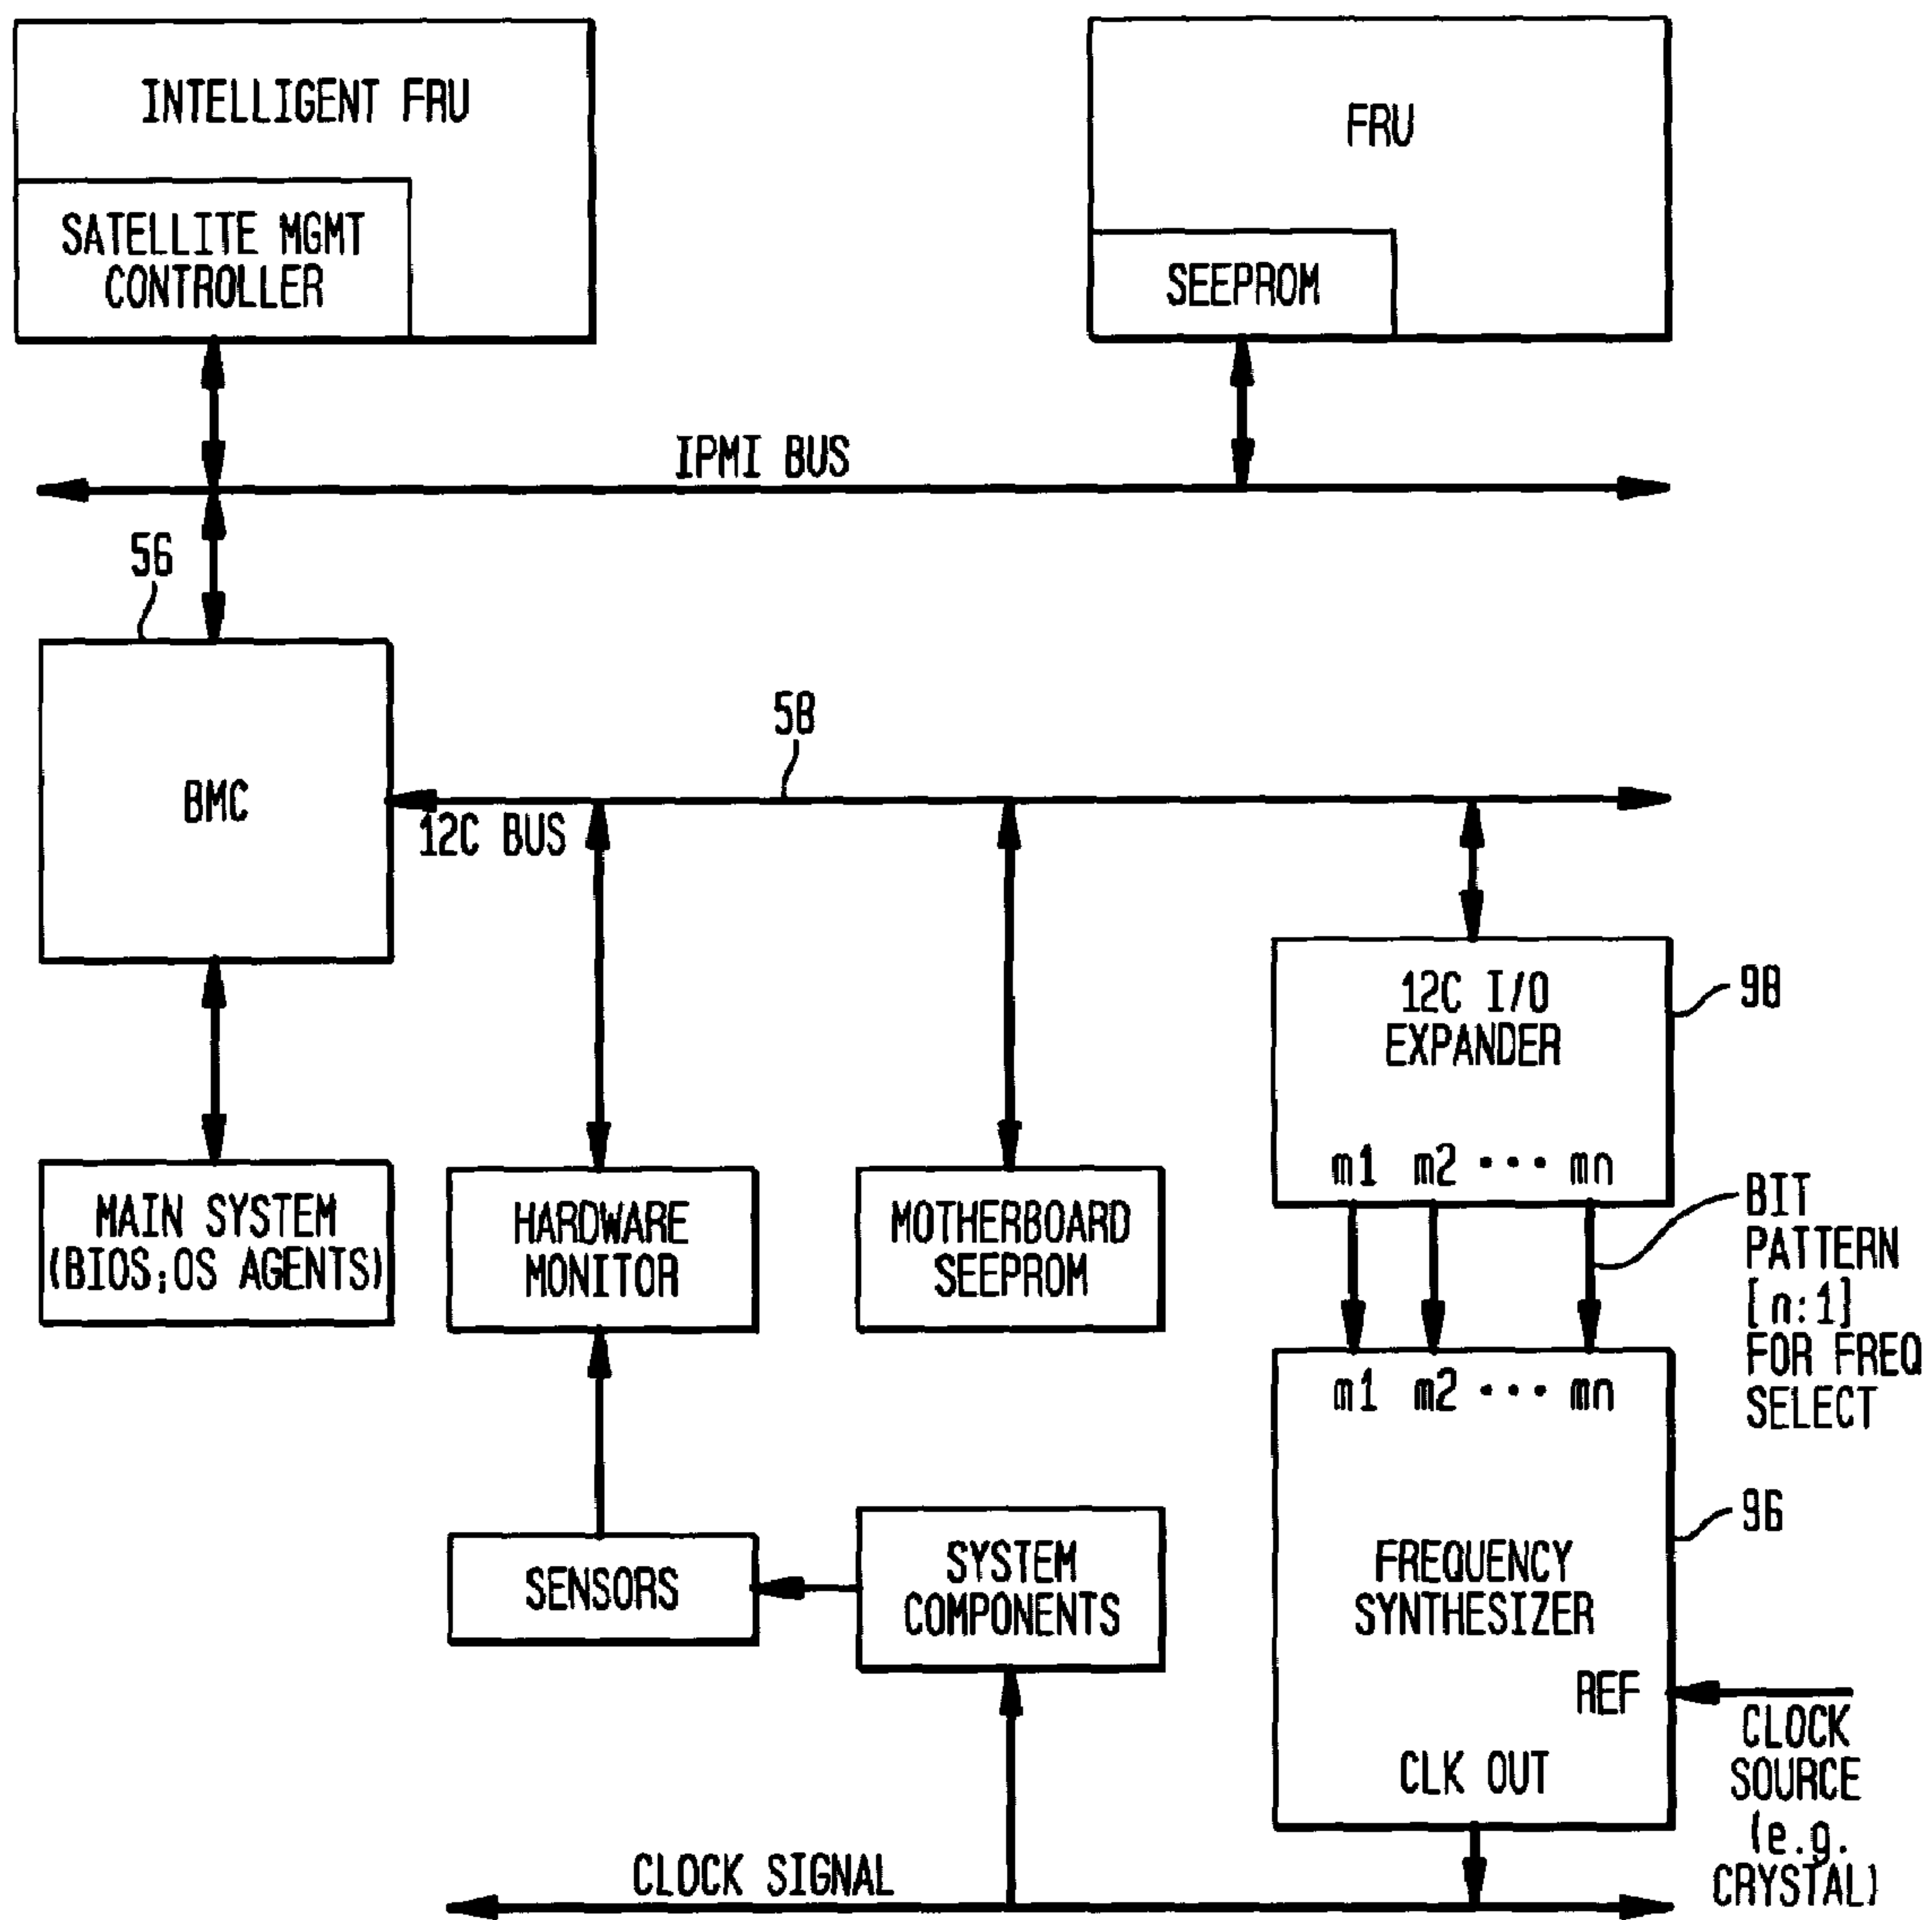 INTELLIGENT FRU
SATELLITE MGMT
CONTROLLER
FRU
SEEPROM
IPMI BUS
56
BMC
58
12C BUS
12C I/O
EXPANDER
98
m1 m2 ••• mn
MAIN SYSTEM
(BIOS;OS AGENTS)
HARDWARE
MONITOR
MOTHERBOARD
SEEPROM
BIT
PATTERN
[n:1]
FOR FREQ
SELECT
m1 m2 ••• mn
96
FREQUENCY
SYNTHESIZER
SENSORS
SYSTEM
COMPONENTS
REF
CLOCK
SOURCE
(e.g.
CRYSTAL)
CLK OUT
CLOCK SIGNAL